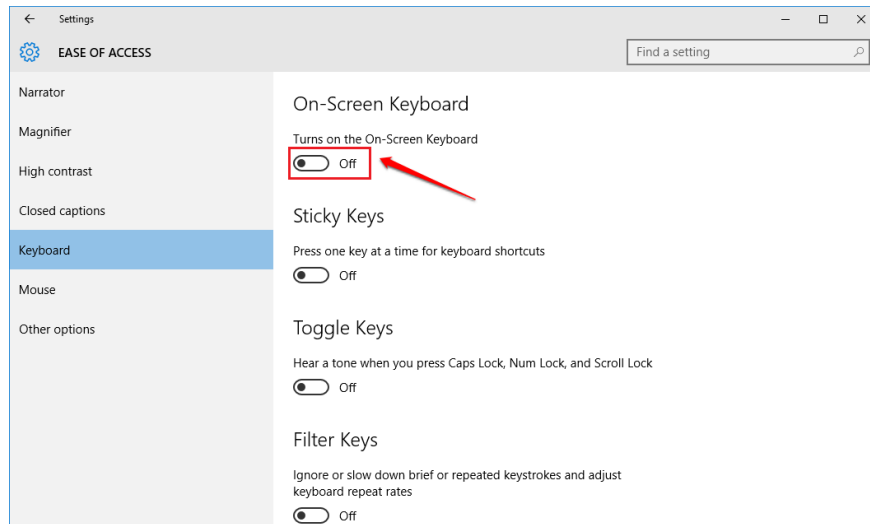 Settings
EASE OF ACCESS
Find a setting
Narrator
Magnifier
High contrast
Closed captions
Keyboard
Mouse
Other options
On-Screen Keyboard
Turns on the On-Screen Keyboard
Off
Sticky Keys
Press one key at a time for keyboard shortcuts
Off
Toggle Keys
Hear a tone when you press Caps Lock, Num Lock, and Scroll Lock
Off
Filter Keys
Ignore or slow down brief or repeated keystrokes and adjust
keyboard repeat rates
Off